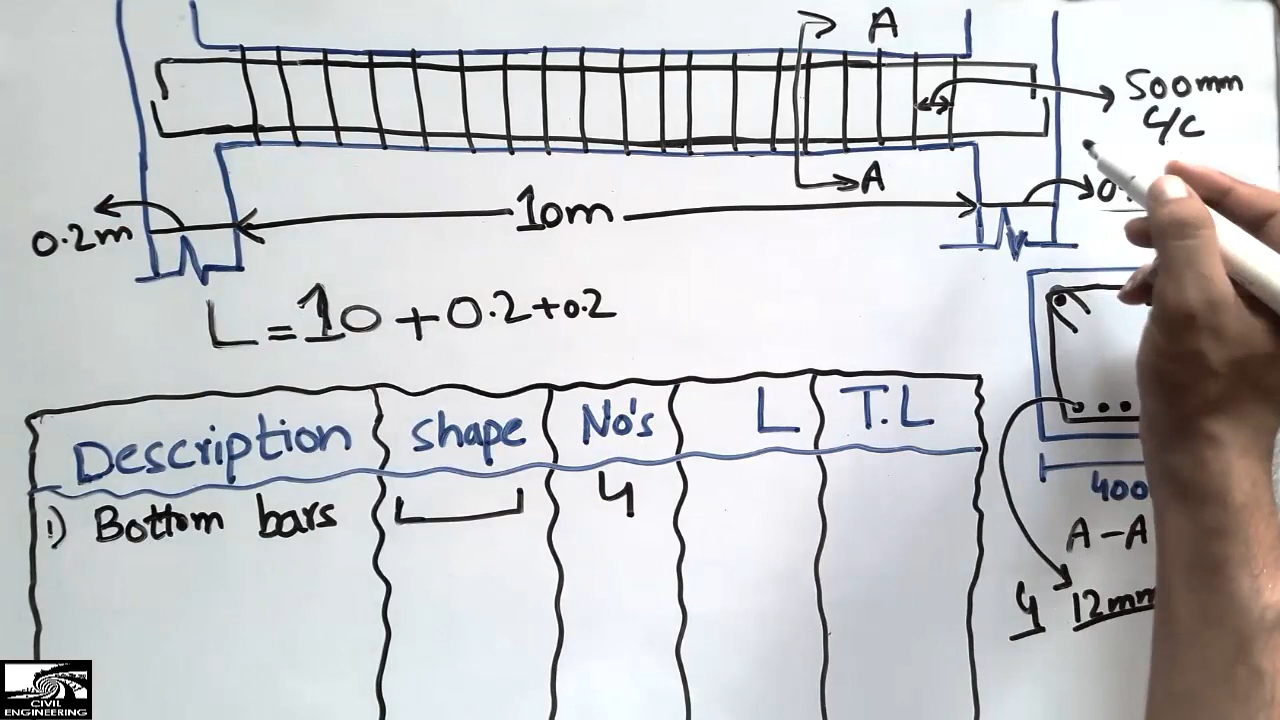 A
500mm
c/c
A
0.2m
10m
L = 10 + 0.2 + 0.2
Description shape No's L T.L
1) Bottom bars 4
400
A-A
4 12mm
CIVIL
ENGINEERING